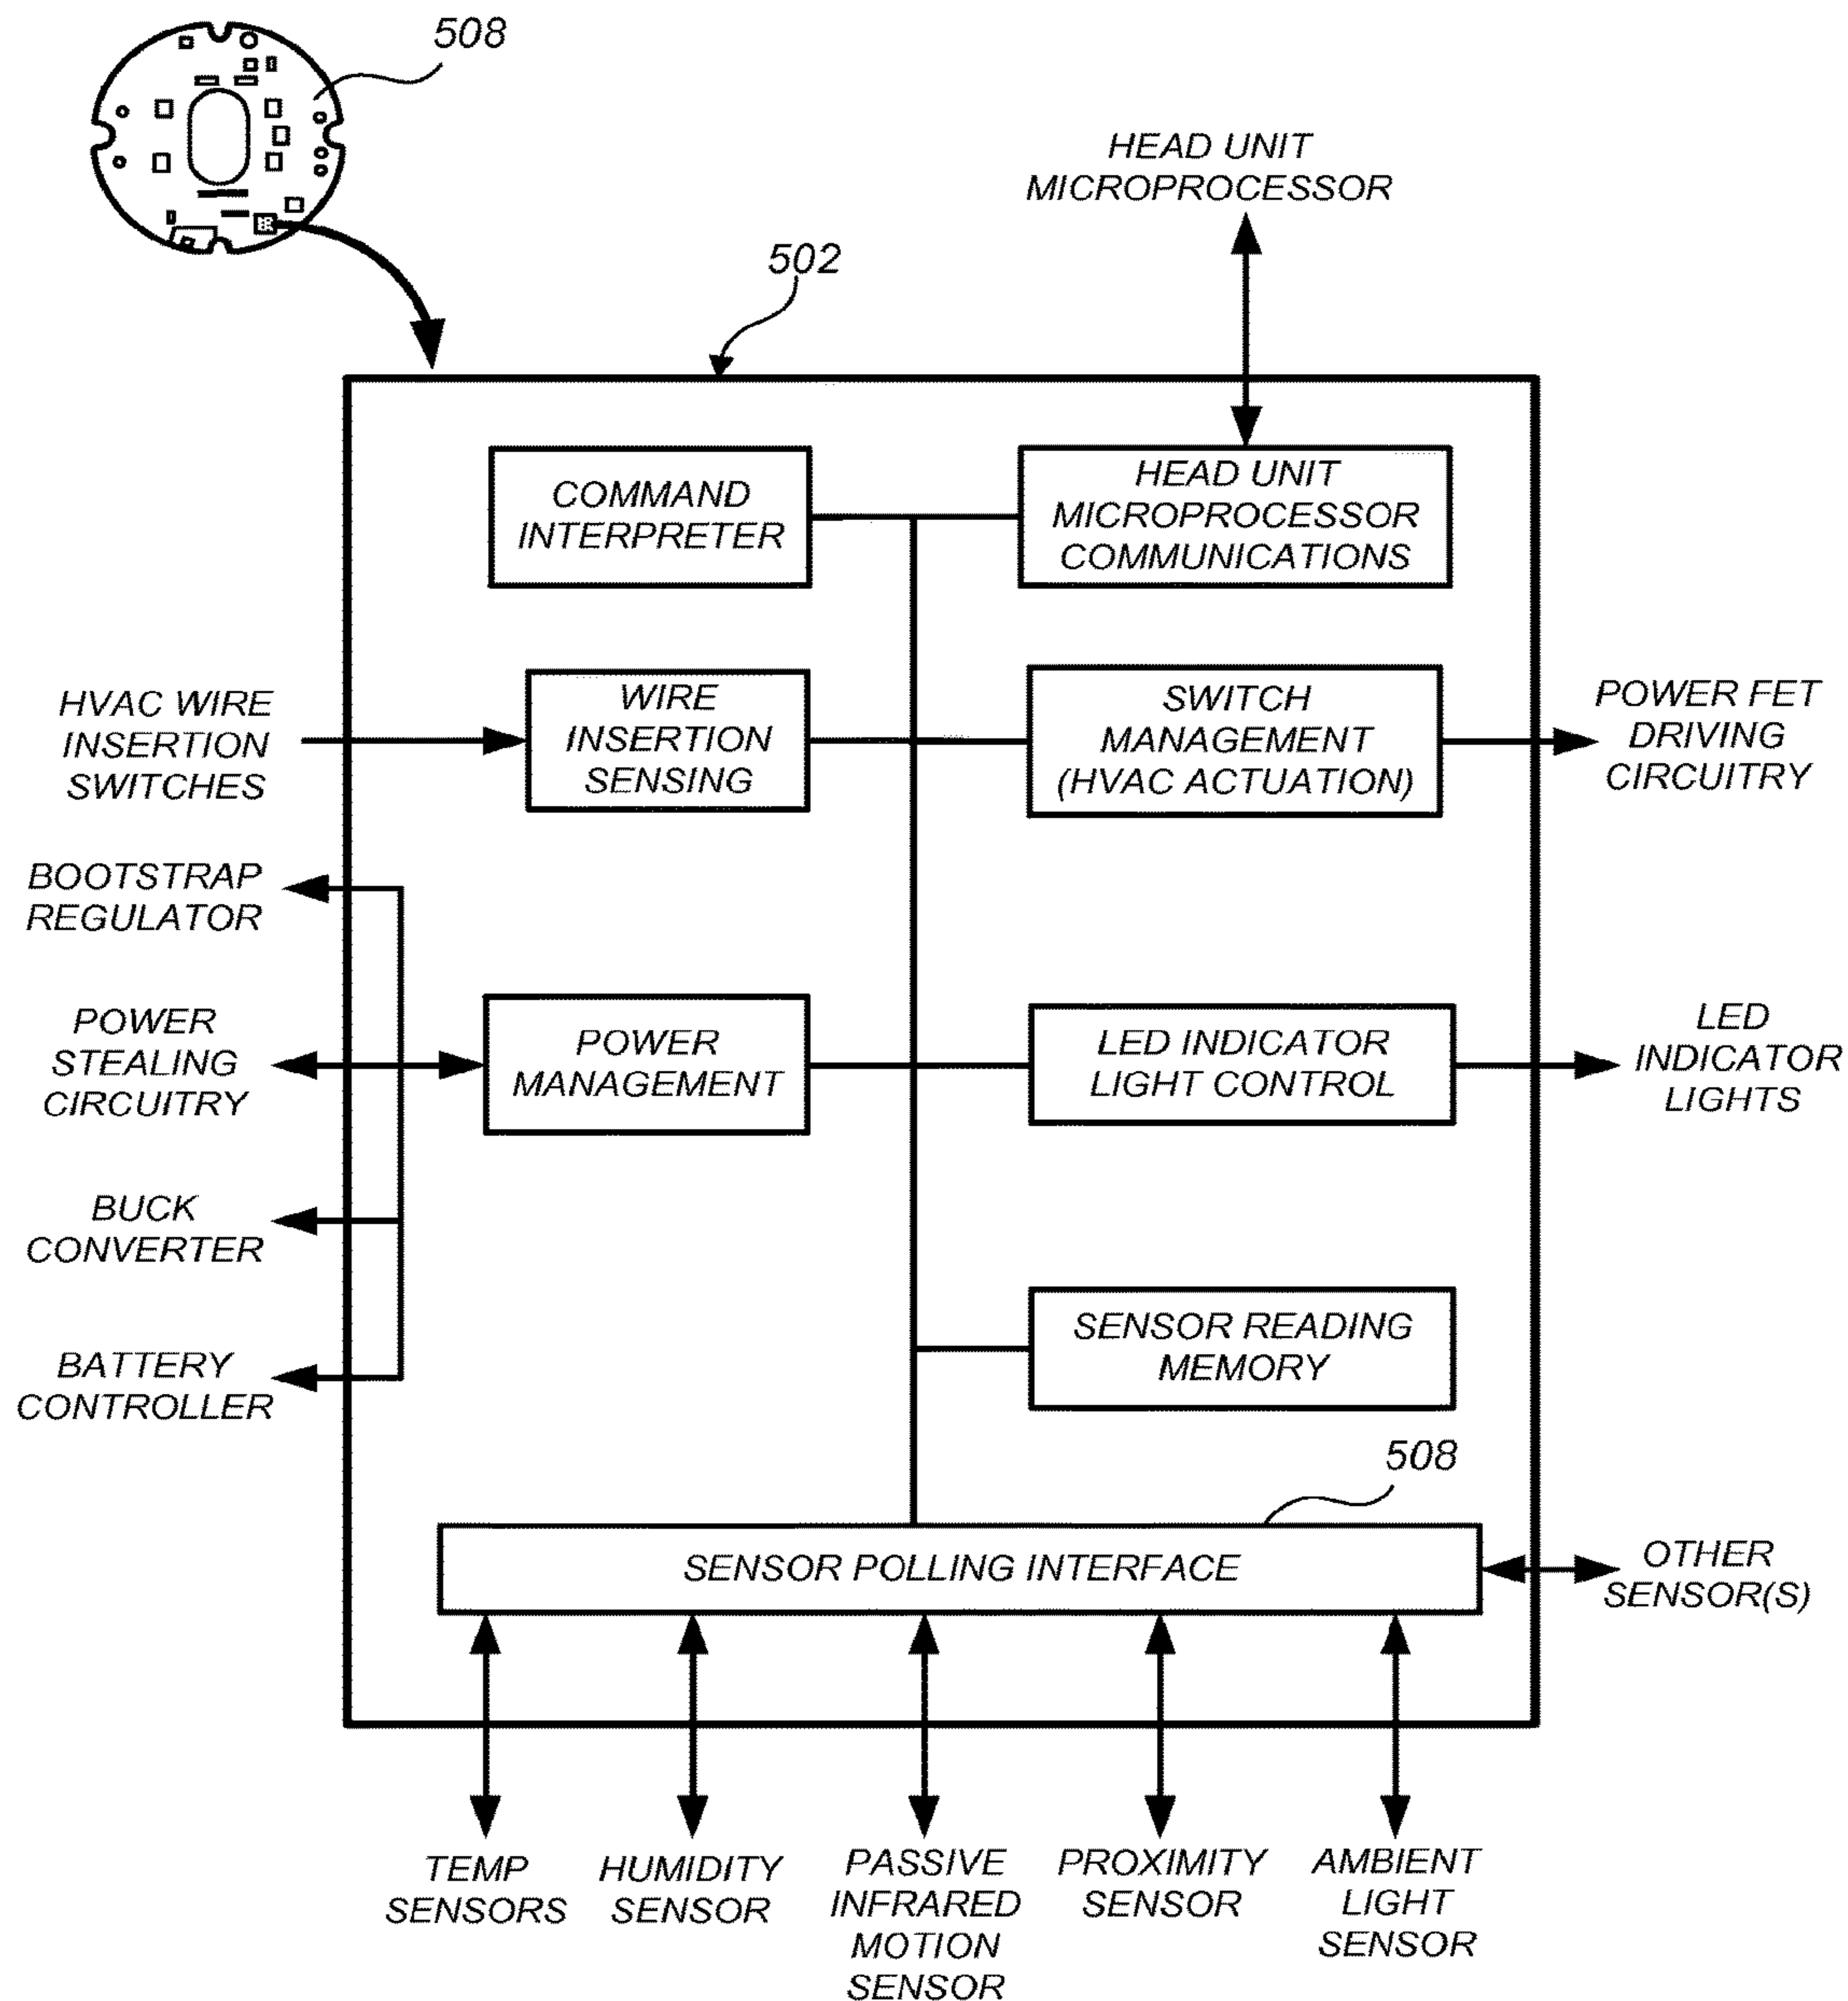 508
HEAD UNIT
MICROPROCESSOR
502
COMMAND
INTERPRETER
HEAD UNIT
MICROPROCESSOR
COMMUNICATIONS
HVAC WIRE
INSERTION
SWITCHES
WIRE
INSERTION
SENSING
SWITCH
MANAGEMENT
(HVAC ACTUATION)
POWER FET
DRIVING
CIRCUITRY
BOOTSTRAP
REGULATOR
POWER
STEALING
CIRCUITRY
POWER
MANAGEMENT
LED INDICATOR
LIGHT CONTROL
LED
INDICATOR
LIGHTS
BUCK
CONVERTER
BATTERY
CONTROLLER
SENSOR READING
MEMORY
508
SENSOR POLLING INTERFACE
OTHER
SENSOR(S)
TEMP
SENSORS
HUMIDITY
SENSOR
PASSIVE
INFRARED
MOTION
SENSOR
PROXIMITY
SENSOR
AMBIENT
LIGHT
SENSOR